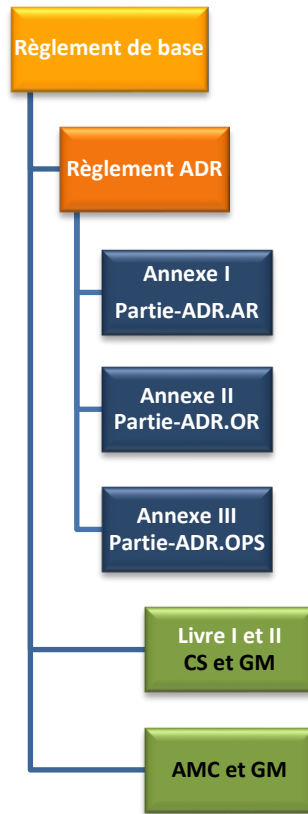 Règlement de base
Règlement ADR
Annexe I
Partie-ADR.AR
Annexe II
Partie-ADR.OR
Annexe III
Partie-ADR.OPS
Livre I et II
CS et GM
AMC et GM